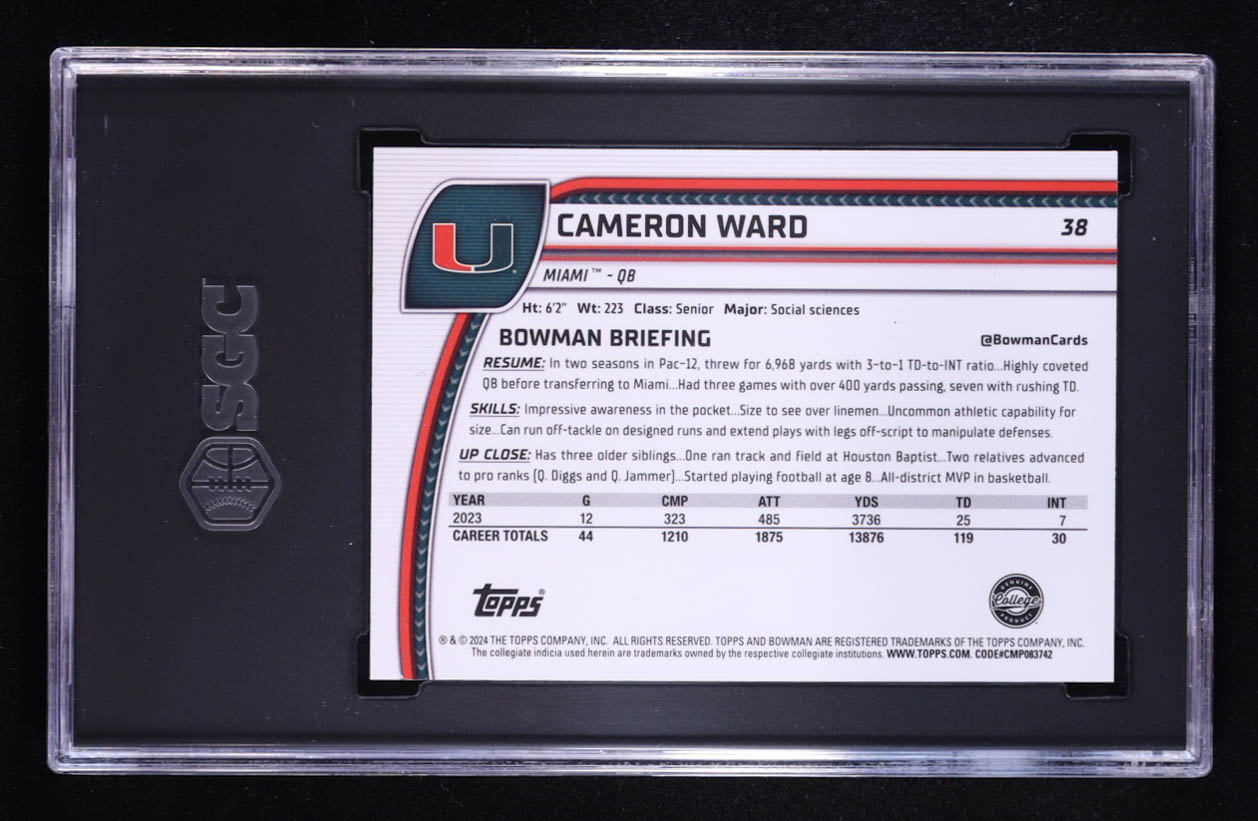 SGC
U
CAMERON WARD 38
MIAMI™ - QB
Ht: 6'2" Wt: 223 Class: Senior Major: Social sciences
BOWMAN BRIEFING @BowmanCards
RESUME: In two seasons in Pac-12, threw for 6,968 yards with 3-to-1 TD-to-INT ratio...Highly coveted
QB before transferring to Miami...Had three games with over 400 yards passing, seven with rushing TD.
SKILLS: Impressive awareness in the pocket...Size to see over linemen...Uncommon athletic capability for
size...Can run off-tackle on designed runs and extend plays with legs off-script to manipulate defenses.
UP CLOSE: Has three older siblings...One ran track and field at Houston Baptist...Two relatives advanced
to pro ranks (Q. Diggs and Q. Jammer)...Started playing football at age 8...All-district MVP in basketball.
YEAR G CMP ATT YDS TD INT
2023 12 323 485 3736 25 7
CAREER TOTALS 44 1210 1875 13876 119 30
Topps®
GENUINE
College
PRODUCT
® & © 2024 THE TOPPS COMPANY, INC. ALL RIGHTS RESERVED. TOPPS AND BOWMAN ARE REGISTERED TRADEMARKS OF THE TOPPS COMPANY, INC.
The collegiate indicia used herein are trademarks owned by the respective collegiate institutions. WWW.TOPPS.COM. CODE#CMP083742